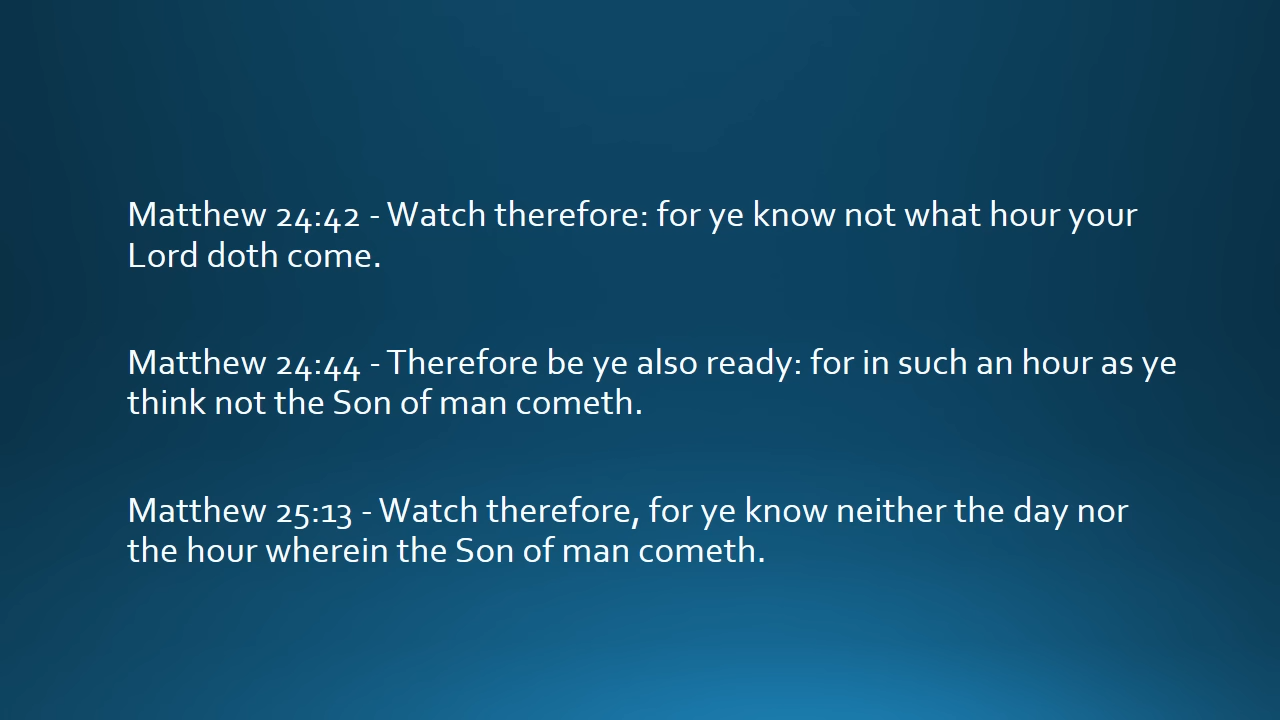 Matthew 24:42 - Watch therefore: for ye know not what hour your
Lord doth come.
Matthew 24:44 - Therefore be ye also ready: for in such an hour as ye
think not the Son of man cometh.
Matthew 25:13 - Watch therefore, for ye know neither the day nor
the hour wherein the Son of man cometh.